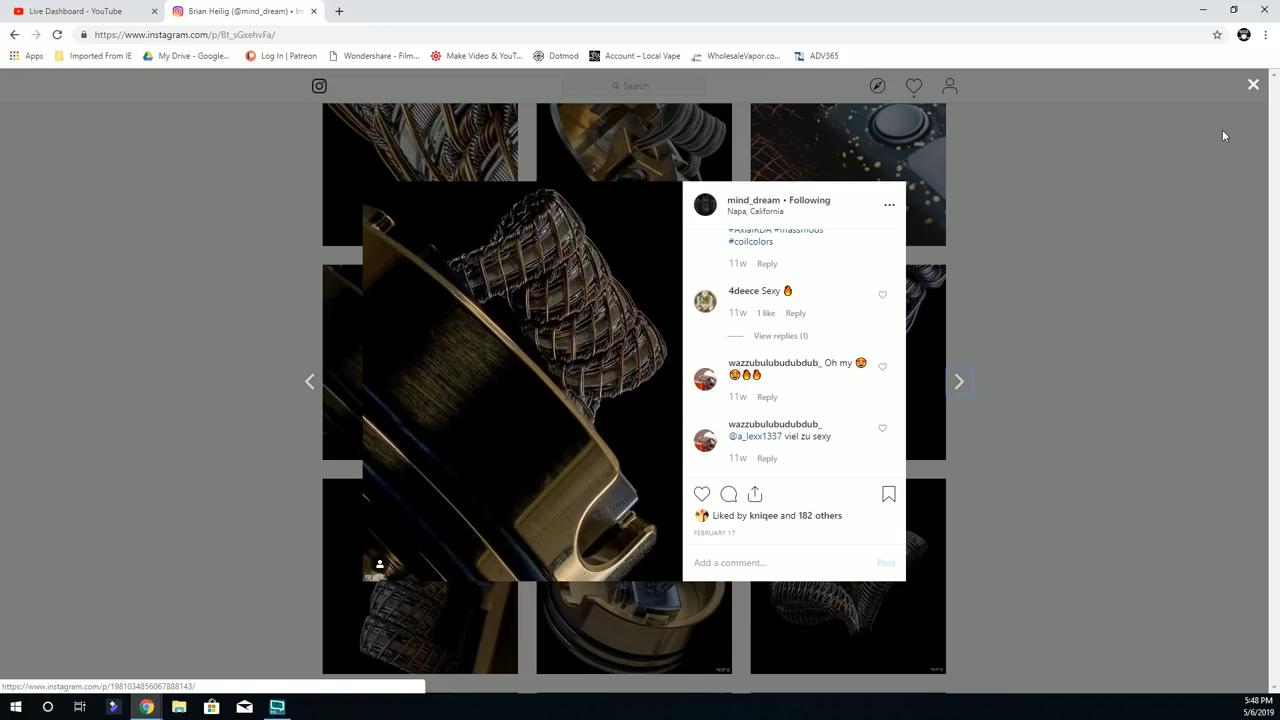 Live Dashboard - YouTube
Brian Heilig (@mind_dream) • In
https://www.instagram.com/p/Bt_sGxehvFa/
Apps
Imported From IE
My Drive - Google...
Log In | Patreon
Wondershare - Film...
Make Video & YouT...
Dotmod
Account – Local Vape
WholesaleVapor.co...
ADV365
Search
mind_dream • Following
Napa, California
#AxialRDA #massmods
#coilcolors
11w Reply
4deece Sexy 🔥
11w 1 like Reply
View replies (1)
wazzubulubudubdub_ Oh my 🤩
🤩🔥🔥
11w Reply
wazzubulubudubdub_
@a_lexx1337 viel zu sexy
11w Reply
Liked by kniqee and 182 others
FEBRUARY 17
Add a comment...
Post
https://www.instagram.com/p/1981034856067888143/
5:48 PM
5/6/2019